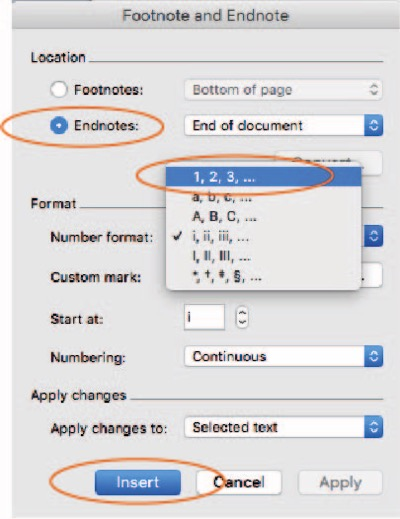 Footnote and Endnote
Location
Footnotes: Bottom of page
Endnotes: End of document
Convert...
1, 2, 3, ...
a, b, c, ...
Format
A, B, C, ...
Number format: ✓ i, ii, iii, ...
I, II, III, ...
Custom mark:
*, †, ‡, §, ...
Start at: i
Numbering: Continuous
Apply changes
Apply changes to: Selected text
Insert Cancel Apply